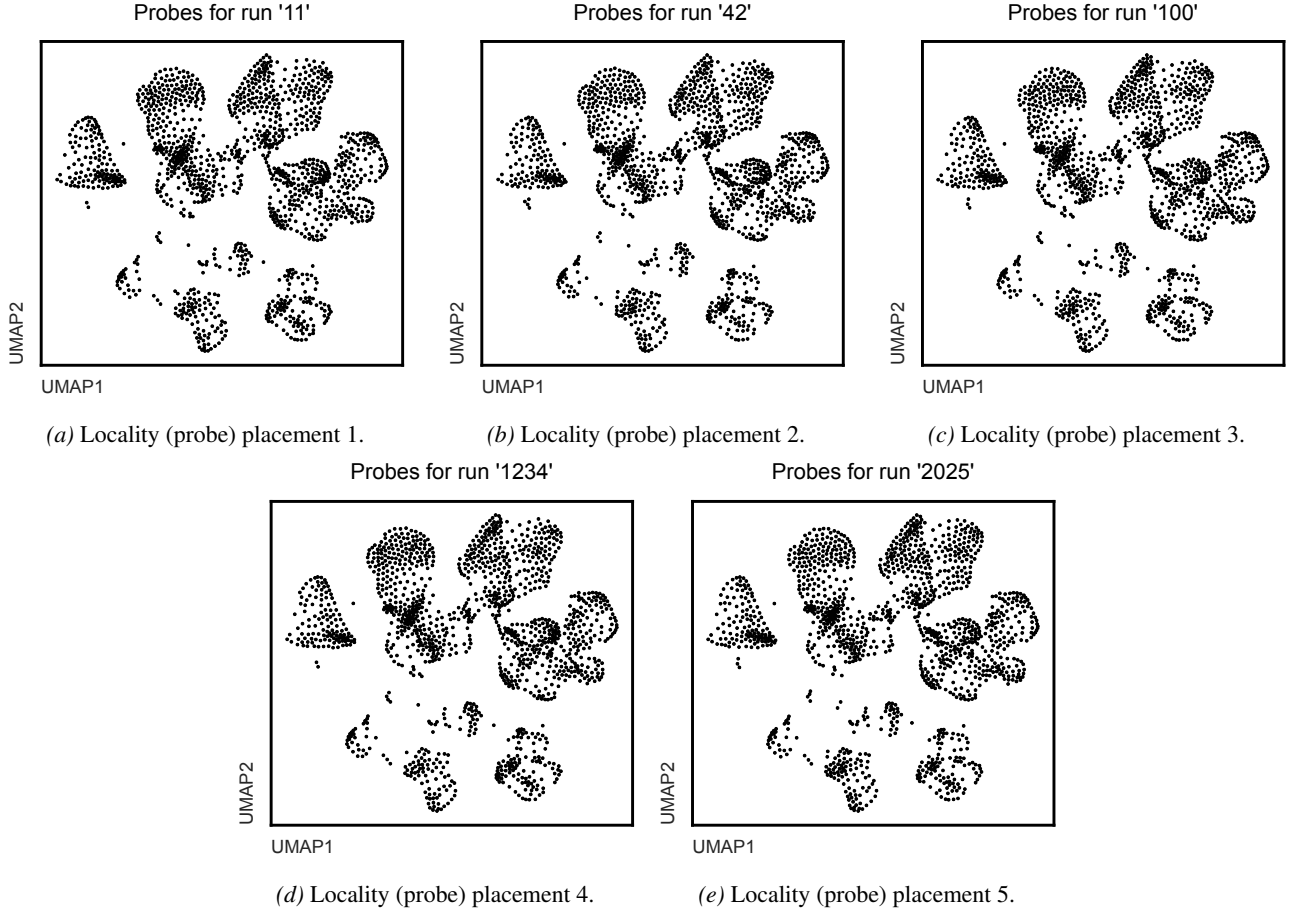 Probes for run '11'
Probes for run '42'
Probes for run '100'
UMAP2
UMAP1
UMAP2
UMAP1
UMAP2
UMAP1
(a) Locality (probe) placement 1.
(b) Locality (probe) placement 2.
(c) Locality (probe) placement 3.
Probes for run '1234'
Probes for run '2025'
UMAP2
UMAP1
UMAP2
UMAP1
(d) Locality (probe) placement 4.
(e) Locality (probe) placement 5.